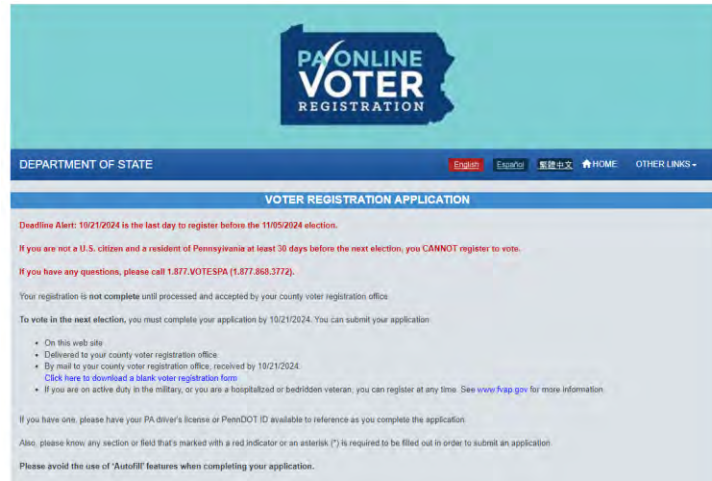 PA ONLINE
VOTER
REGISTRATION
DEPARTMENT OF STATE
English Español 繁體中文 HOME OTHER LINKS
VOTER REGISTRATION APPLICATION
Deadline Alert: 10/21/2024 is the last day to register before the 11/05/2024 election.
If you are not a U.S. citizen and a resident of Pennsylvania at least 30 days before the next election, you CANNOT register to vote.
If you have any questions, please call 1.877.VOTESPA (1.877.868.3772).
Your registration is not complete until processed and accepted by your county voter registration office
To vote in the next election, you must complete your application by 10/21/2024. You can submit your application
• On this web site
• Delivered to your county voter registration office
• By mail to your county voter registration office, received by 10/21/2024
Click here to download a blank voter registration form
• If you are on active duty in the military, or you are a hospitalized or bedridden veteran, you can register at any time. See www.fvap.gov for more information.
If you have one, please have your PA driver's license or PennDOT ID available to reference as you complete the application
Also, please know any section or field that's marked with a red indicator or an asterisk (*) is required to be filled out in order to submit an application
Please avoid the use of 'Autofill' features when completing your application.